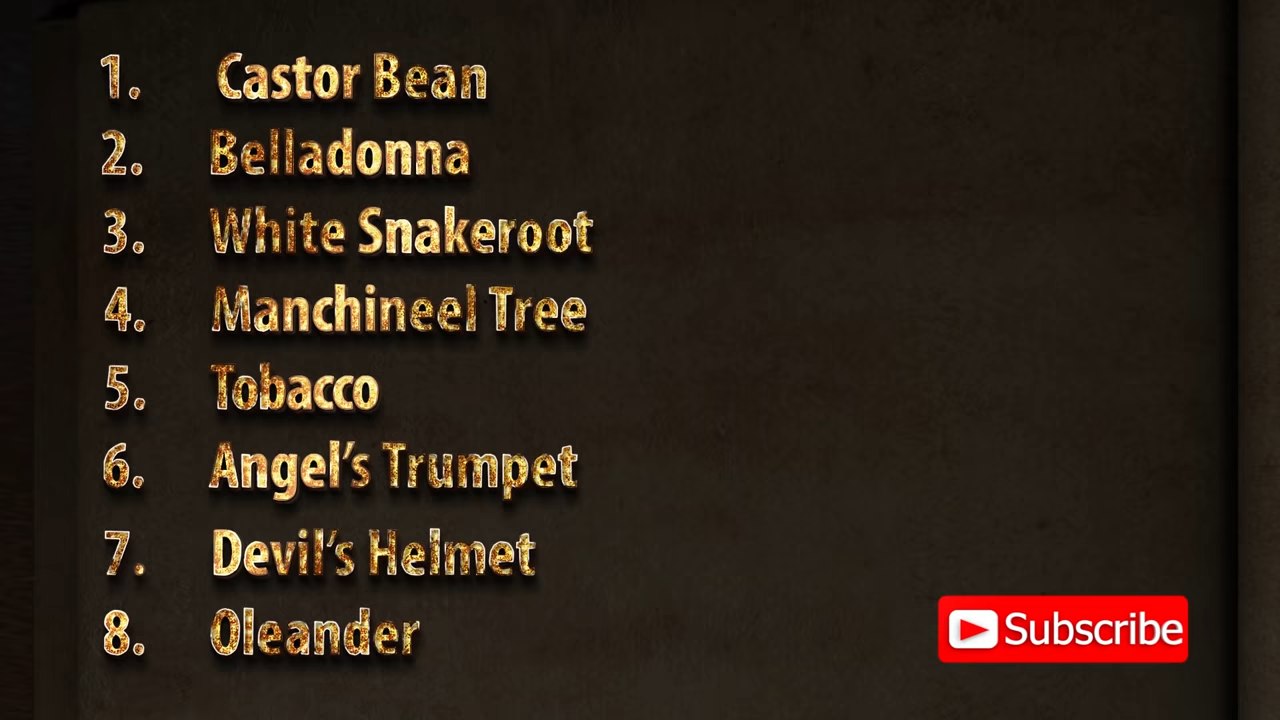 1. Castor Bean
2. Belladonna
3. White Snakeroot
4. Manchineel Tree
5. Tobacco
6. Angel's Trumpet
7. Devil's Helmet
8. Oleander
Subscribe